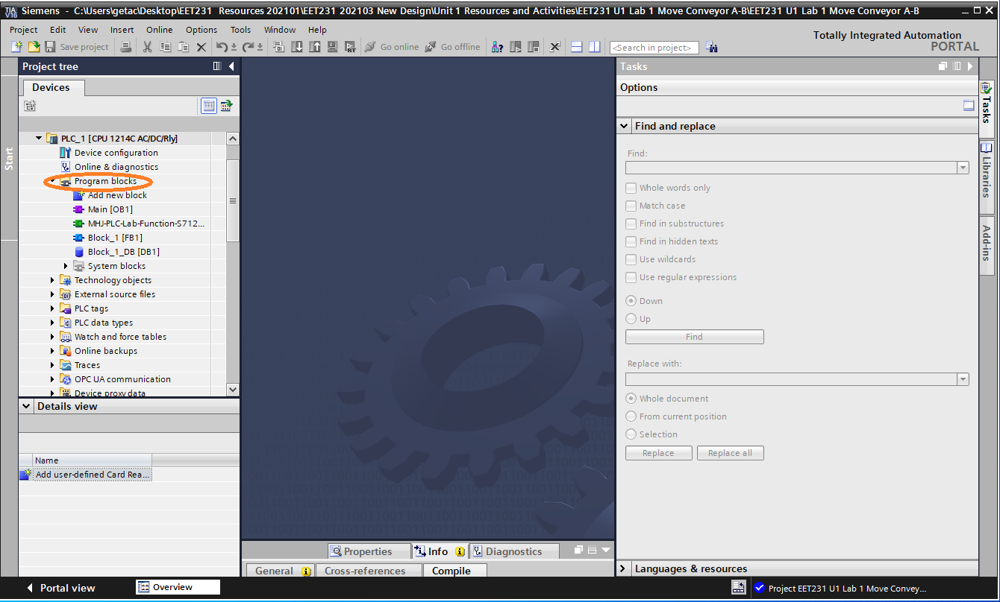 Siemens - C:\Users\getac\Desktop\EET231 Resources 202101\EET231 202103 New Design\Unit 1 Resources and Activities\EET231 U1 Lab 1 Move Conveyor A-B\EET231 U1 Lab 1 Move Conveyor A-B
Project Edit View Insert Online Options Tools Window Help
Totally Integrated Automation
PORTAL
Save project Go online Go offline <Search in project>
Project tree
Devices
Start
PLC_1 [CPU 1214C AC/DC/Rly]
Device configuration
Online & diagnostics
Program blocks
Add new block
Main [OB1]
MHJ-PLC-Lab-Function-S712...
Block_1 [FB1]
Block_1_DB [DB1]
System blocks
Technology objects
External source files
PLC tags
PLC data types
Watch and force tables
Online backups
Traces
OPC UA communication
Device proxy data
Details view
Name
Add user-defined Card Rea...
Properties Info Diagnostics
General Cross-references Compile
Tasks
Options
Find and replace
Find:
Whole words only
Match case
Find in substructures
Find in hidden texts
Use wildcards
Use regular expressions
Down
Up
Find
Replace with:
Whole document
From current position
Selection
Replace Replace all
Languages & resources
Tasks
Libraries
Add-ins
Portal view Overview Project EET231 U1 Lab 1 Move Convey...